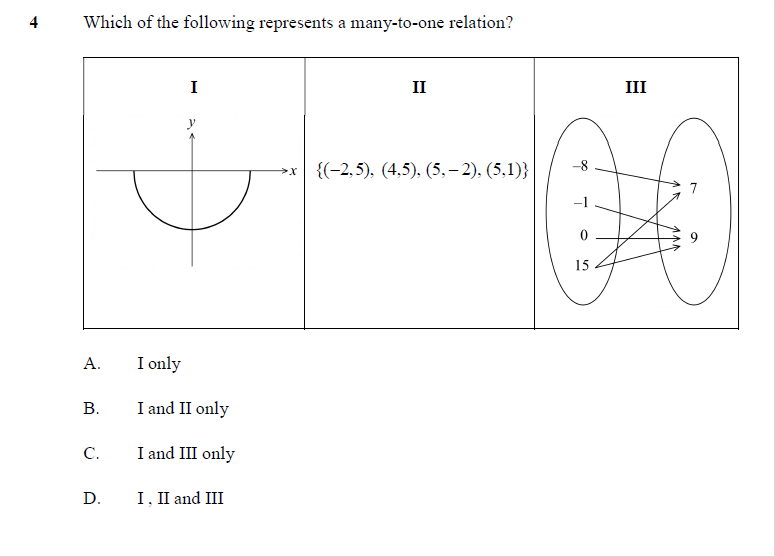 4 Which of the following represents a many-to-one relation?
I II III
y
x
{(−2,5), (4,5), (5,−2), (5,1)}
−8
7
−1
0
9
15
A. I only
B. I and II only
C. I and III only
D. I , II and III